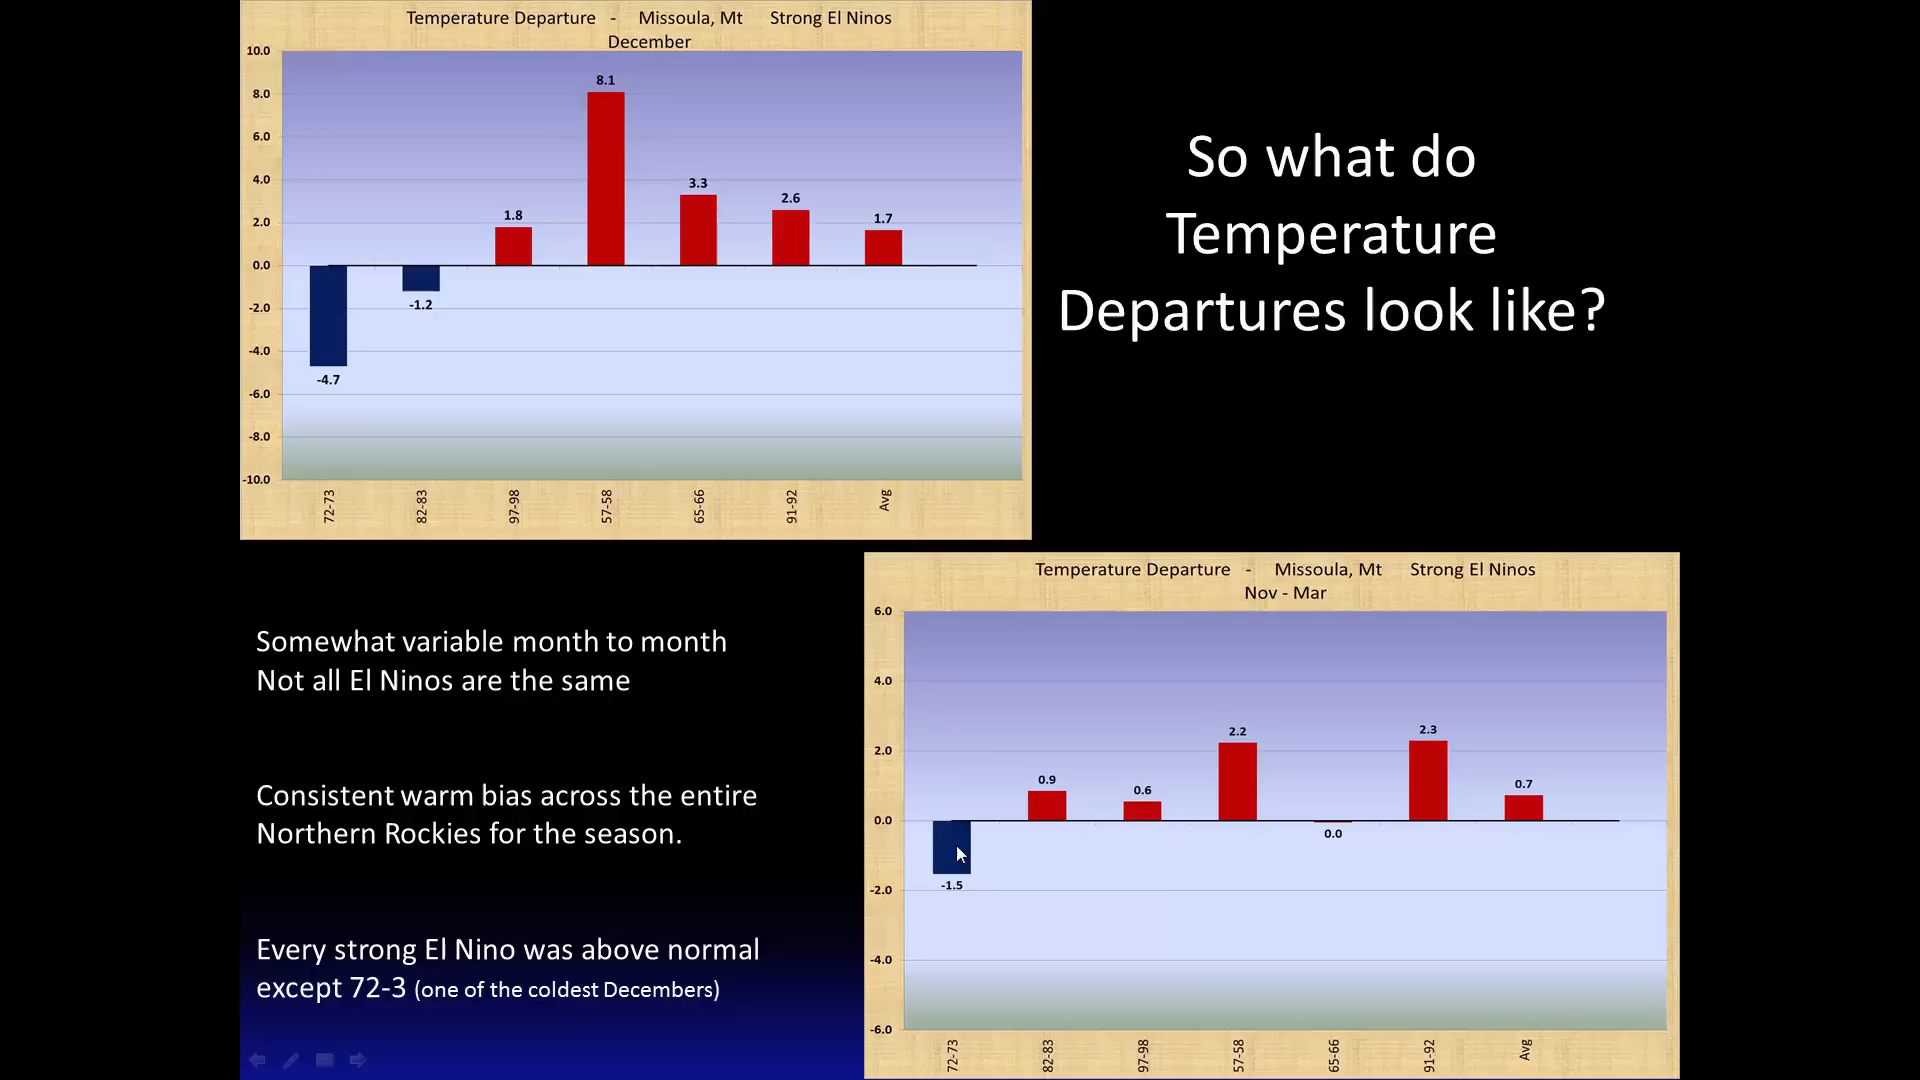 Temperature Departure - Missoula, Mt Strong El Ninos
December
10.0
8.0
6.0
4.0
2.0
0.0
-2.0
-4.0
-6.0
-8.0
-10.0
-4.7
-1.2
1.8
8.1
3.3
2.6
1.7
72-73
82-83
97-98
57-58
65-66
91-92
Avg
So what do
Temperature
Departures look like?
Somewhat variable month to month
Not all El Ninos are the same
Consistent warm bias across the entire
Northern Rockies for the season.
Every strong El Nino was above normal
except 72-3 (one of the coldest Decembers)
Temperature Departure - Missoula, Mt Strong El Ninos
Nov - Mar
6.0
4.0
2.0
0.0
-2.0
-4.0
-6.0
-1.5
0.9
0.6
2.2
0.0
2.3
0.7
72-73
82-83
97-98
57-58
65-66
91-92
Avg